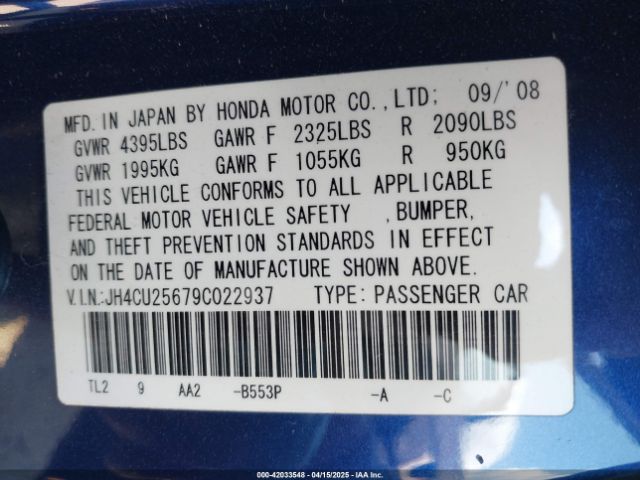 MFD. IN JAPAN BY HONDA MOTOR CO., LTD; 09/'08
GVWR 4395LBS GAWR F 2325LBS R 2090LBS
GVWR 1995KG GAWR F 1055KG R 950KG
THIS VEHICLE CONFORMS TO ALL APPLICABLE
FEDERAL MOTOR VEHICLE SAFETY , BUMPER,
AND THEFT PREVENTION STANDARDS IN EFFECT
ON THE DATE OF MANUFACTURE SHOWN ABOVE.
V.I.N.:JH4CU25679C022937 TYPE: PASSENGER CAR
TL2 9 AA2 -B553P -A -C
000-42033548 - 04/15/2025 - IAA Inc.